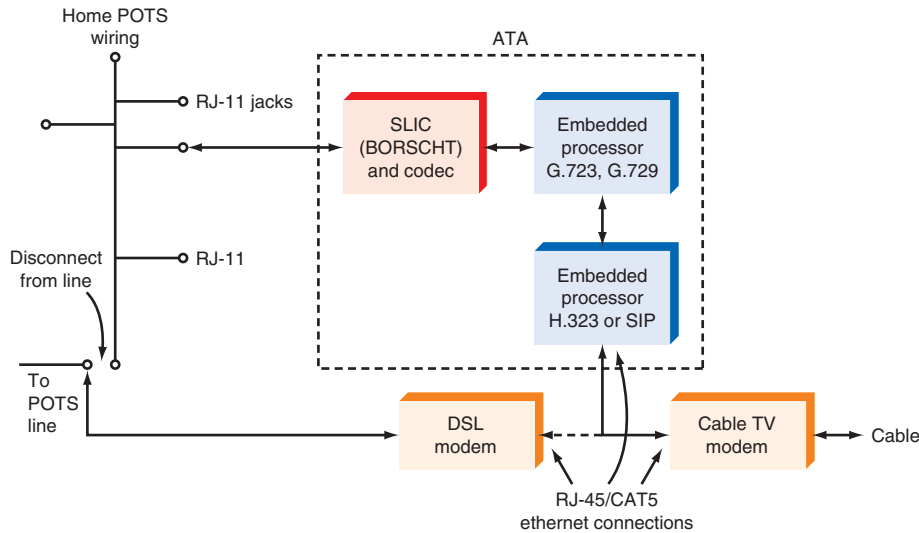 Home POTS
wiring
ATA
RJ-11 jacks
SLIC
(BORSCHT)
and codec
Embedded
processor
G.723, G.729
Disconnect
from line
RJ-11
Embedded
processor
H.323 or SIP
To
POTS
line
DSL
modem
Cable TV
modem
Cable
RJ-45/CAT5
ethernet connections